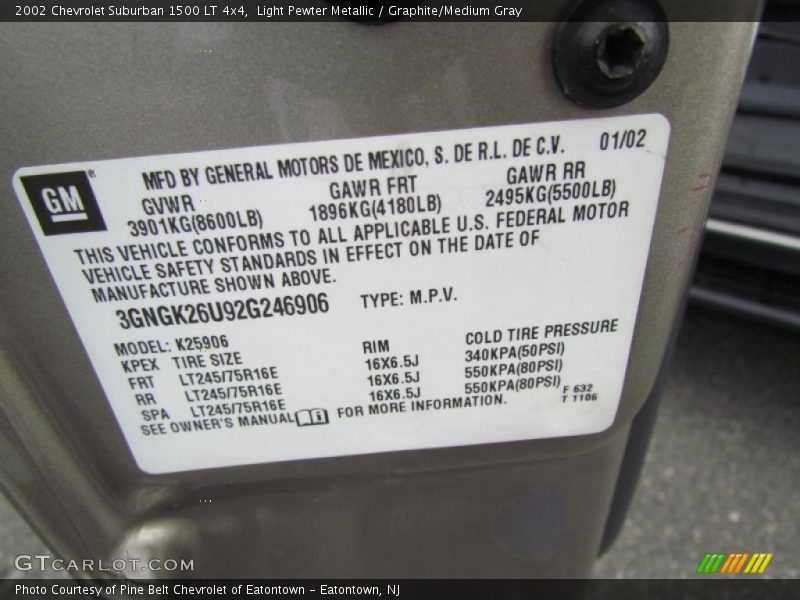 2002 Chevrolet Suburban 1500 LT 4x4, Light Pewter Metallic / Graphite/Medium Gray
GM ®
MFD BY GENERAL MOTORS DE MEXICO, S. DE R.L. DE C.V. 01/02
GVWR GAWR FRT GAWR RR
3901KG(8600LB) 1896KG(4180LB) 2495KG(5500LB)
THIS VEHICLE CONFORMS TO ALL APPLICABLE U.S. FEDERAL MOTOR
VEHICLE SAFETY STANDARDS IN EFFECT ON THE DATE OF
MANUFACTURE SHOWN ABOVE.
3GNGK26U92G246906 TYPE: M.P.V.
MODEL: K25906
KPEX TIRE SIZE RIM COLD TIRE PRESSURE
FRT LT245/75R16E 16X6.5J 340KPA(50PSI)
RR LT245/75R16E 16X6.5J 550KPA(80PSI)
SPA LT245/75R16E 16X6.5J 550KPA(80PSI)
F 632
T 1106
SEE OWNER'S MANUAL FOR MORE INFORMATION.
GTCARLOT.COM
Photo Courtesy of Pine Belt Chevrolet of Eatontown – Eatontown, NJ